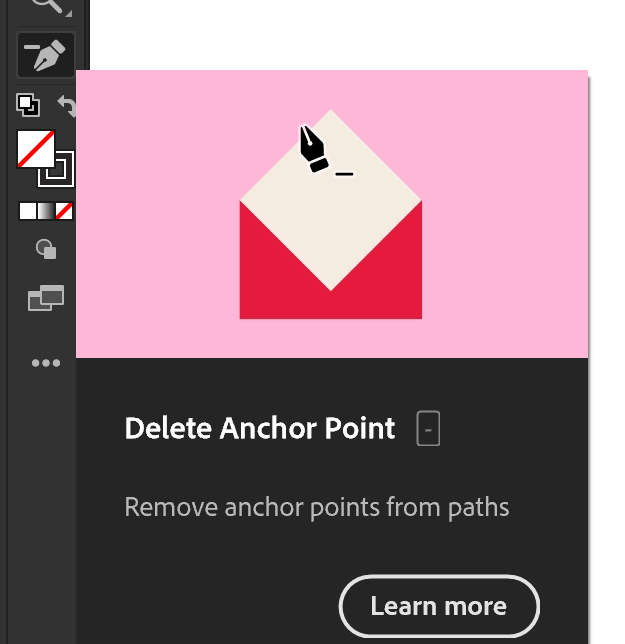 Delete Anchor Point -
Remove anchor points from paths
Learn more